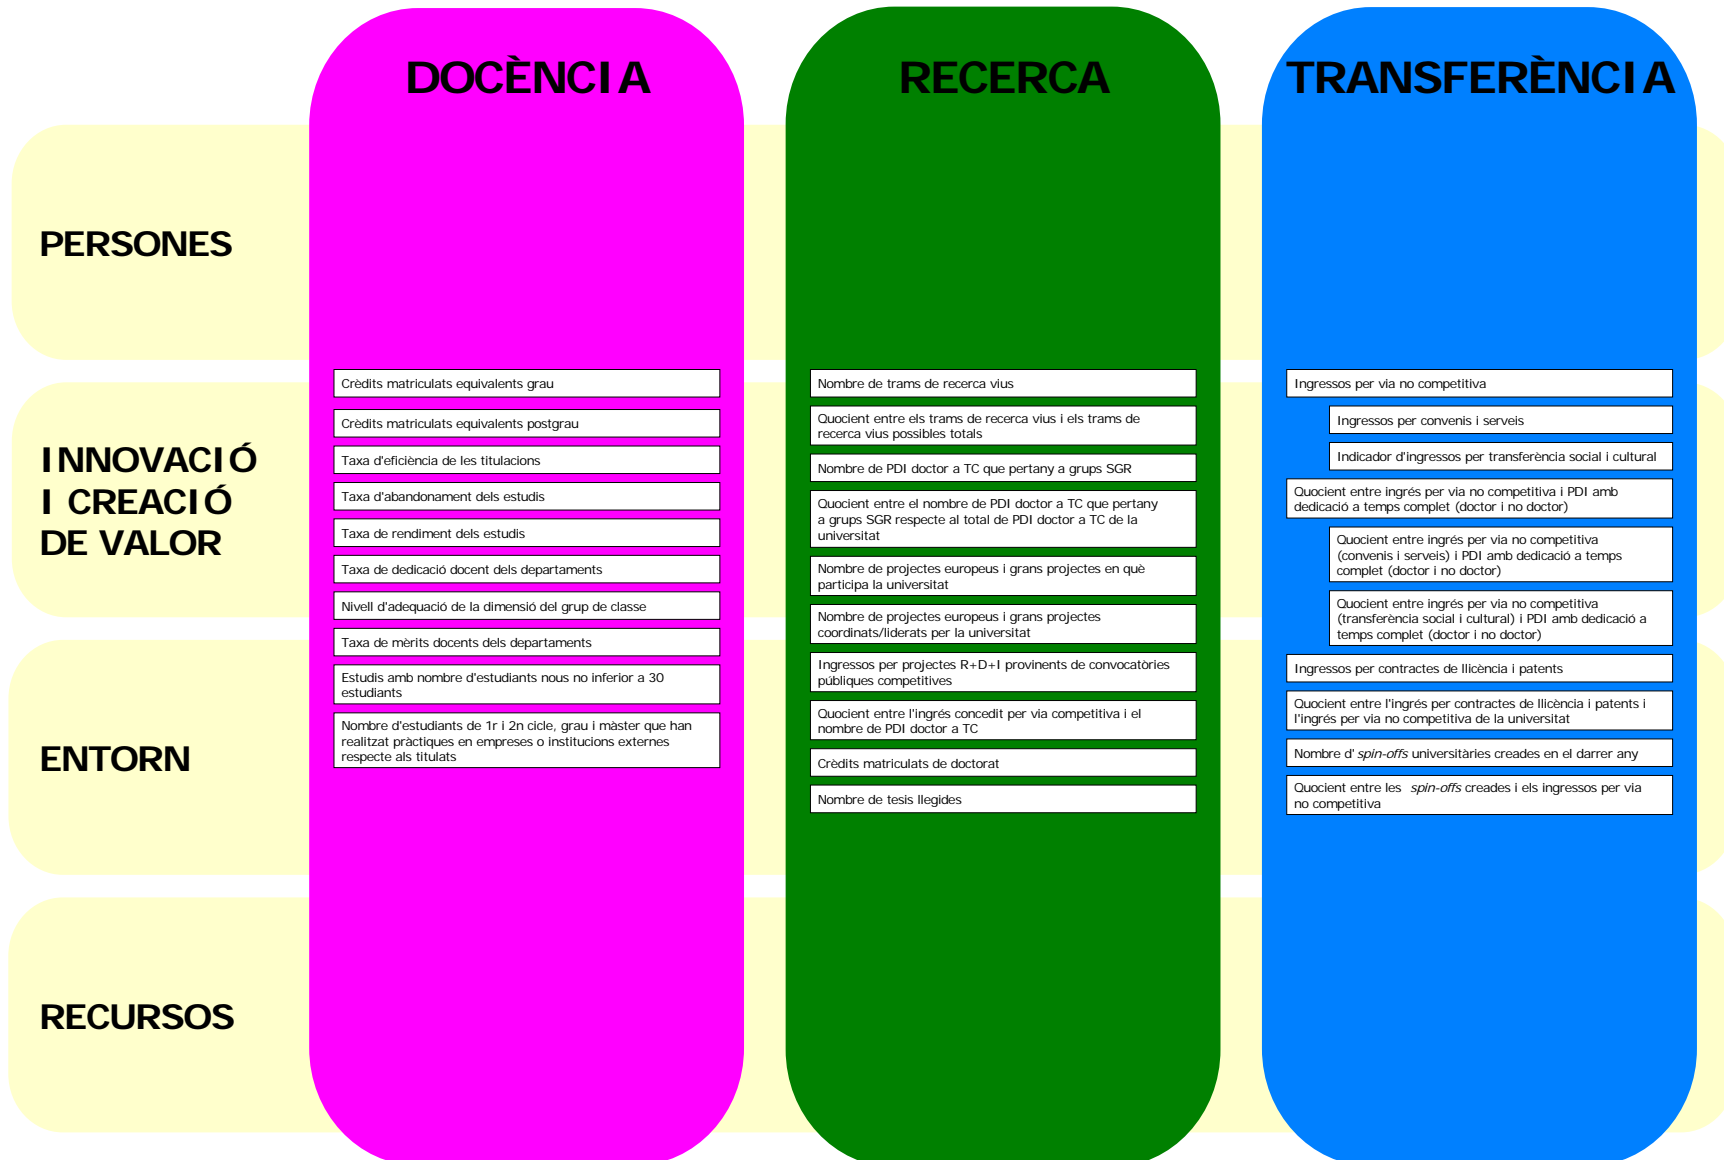 DOCÈNCIA
RECERCA
TRANSFERÈNCIA
PERSONES
INNOVACIÓ
I CREACIÓ
DE VALOR
ENTORN
RECURSOS
Crèdits matriculats equivalents grau
Crèdits matriculats equivalents postgrau
Taxa d'eficiència de les titulacions
Taxa d'abandonament dels estudis
Taxa de rendiment dels estudis
Taxa de dedicació docent dels departaments
Nivell d'adequació de la dimensió del grup de classe
Taxa de mèrits docents dels departaments
Estudis amb nombre d'estudiants nous no inferior a 30
estudiants
Nombre d'estudiants de 1r i 2n cicle, grau i màster que han
realitzat pràctiques en empreses o institucions externes
respecte als titulats
Nombre de trams de recerca vius
Quocient entre els trams de recerca vius i els trams de
recerca vius possibles totals
Nombre de PDI doctor a TC que pertany a grups SGR
Quocient entre el nombre de PDI doctor a TC que pertany
a grups SGR respecte al total de PDI doctor a TC de la
universitat
Nombre de projectes europeus i grans projectes en què
participa la universitat
Nombre de projectes europeus i grans projectes
coordinats/liderats per la universitat
Ingressos per projectes R+D+I provinents de convocatòries
públiques competitives
Quocient entre l'ingrés concedit per via competitiva i el
nombre de PDI doctor a TC
Crèdits matriculats de doctorat
Nombre de tesis llegides
Ingressos per via no competitiva
Ingressos per convenis i serveis
Indicador d'ingressos per transferència social i cultural
Quocient entre ingrés per via no competitiva i PDI amb
dedicació a temps complet (doctor i no doctor)
Quocient entre ingrés per via no competitiva
(convenis i serveis) i PDI amb dedicació a temps
complet (doctor i no doctor)
Quocient entre ingrés per via no competitiva
(transferència social i cultural) i PDI amb dedicació a
temps complet (doctor i no doctor)
Ingressos per contractes de llicència i patents
Quocient entre l'ingrés per contractes de llicència i patents i
l'ingrés per via no competitiva de la universitat
Nombre d'spin-offs universitàries creades en el darrer any
Quocient entre les spin-offs creades i els ingressos per via
no competitiva